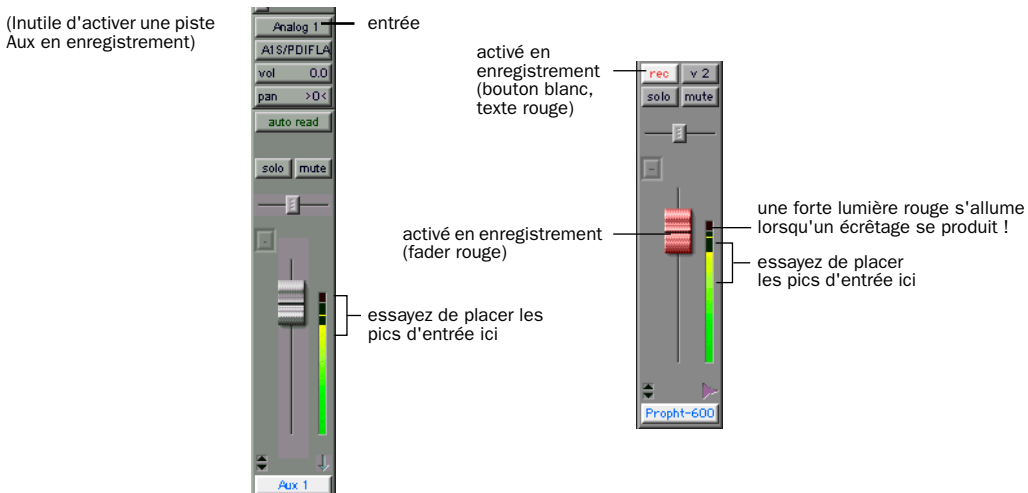 (Inutile d'activer une piste
Aux en enregistrement)
Analog 1
entrée
A1S/PDIFLA
vol 0.0
pan >0<
auto read
solo mute
essayez de placer les
pics d'entrée ici
Aux 1
activé en
enregistrement
(bouton blanc,
texte rouge)
rec v 2
solo mute
-
activé en enregistrement
(fader rouge)
une forte lumière rouge s'allume
lorsqu'un écrêtage se produit !
essayez de placer
les pics d'entrée ici
Propht-600